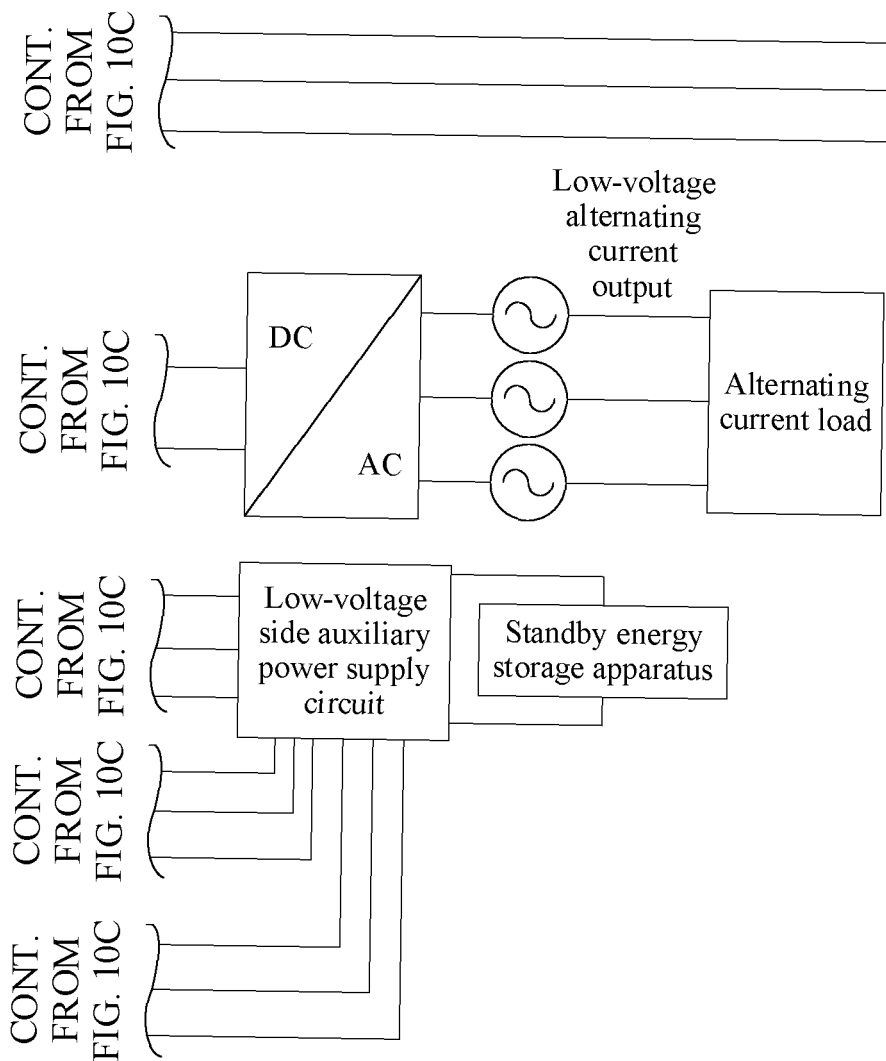 CONT.
FROM
FIG. 10C
Low-voltage
alternating
current
output
CONT.
FROM
FIG. 10C
DC
AC
Alternating
current load
CONT.
FROM
FIG. 10C
Low-voltage
side auxiliary
power supply
circuit
Standby energy
storage apparatus
CONT.
FROM
FIG. 10C
CONT.
FROM
FIG. 10C